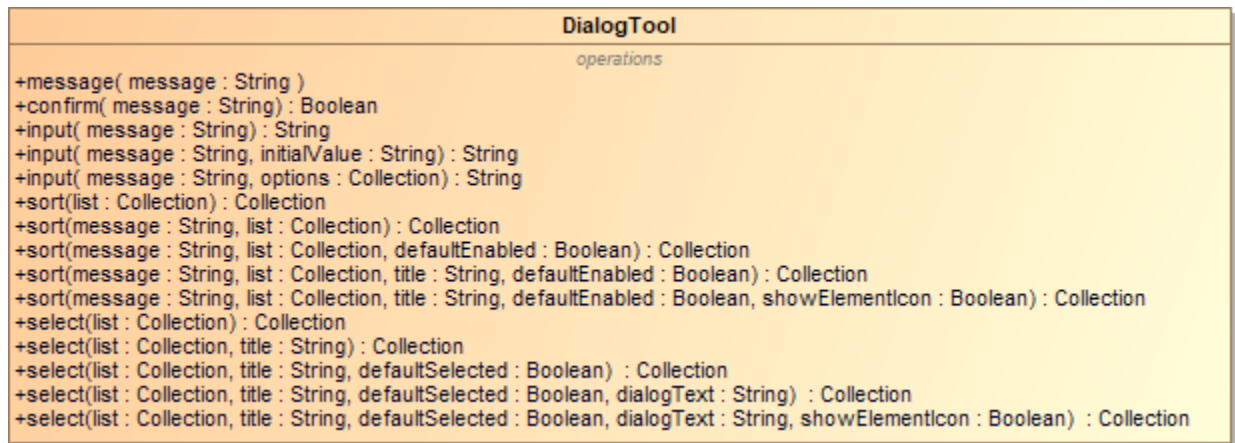 DialogTool
operations
+message( message : String )
+confirm( message : String) : Boolean
+input( message : String) : String
+input( message : String, initialValue : String) : String
+input( message : String, options : Collection) : String
+sort(list : Collection) : Collection
+sort(message : String, list : Collection) : Collection
+sort(message : String, list : Collection, defaultEnabled : Boolean) : Collection
+sort(message : String, list : Collection, title : String, defaultEnabled : Boolean) : Collection
+sort(message : String, list : Collection, title : String, defaultEnabled : Boolean, showElementIcon : Boolean) : Collection
+select(list : Collection) : Collection
+select(list : Collection, title : String) : Collection
+select(list : Collection, title : String, defaultSelected : Boolean)  : Collection
+select(list : Collection, title : String, defaultSelected : Boolean, dialogText : String)  : Collection
+select(list : Collection, title : String, defaultSelected : Boolean, dialogText : String, showElementIcon : Boolean)  : Collection